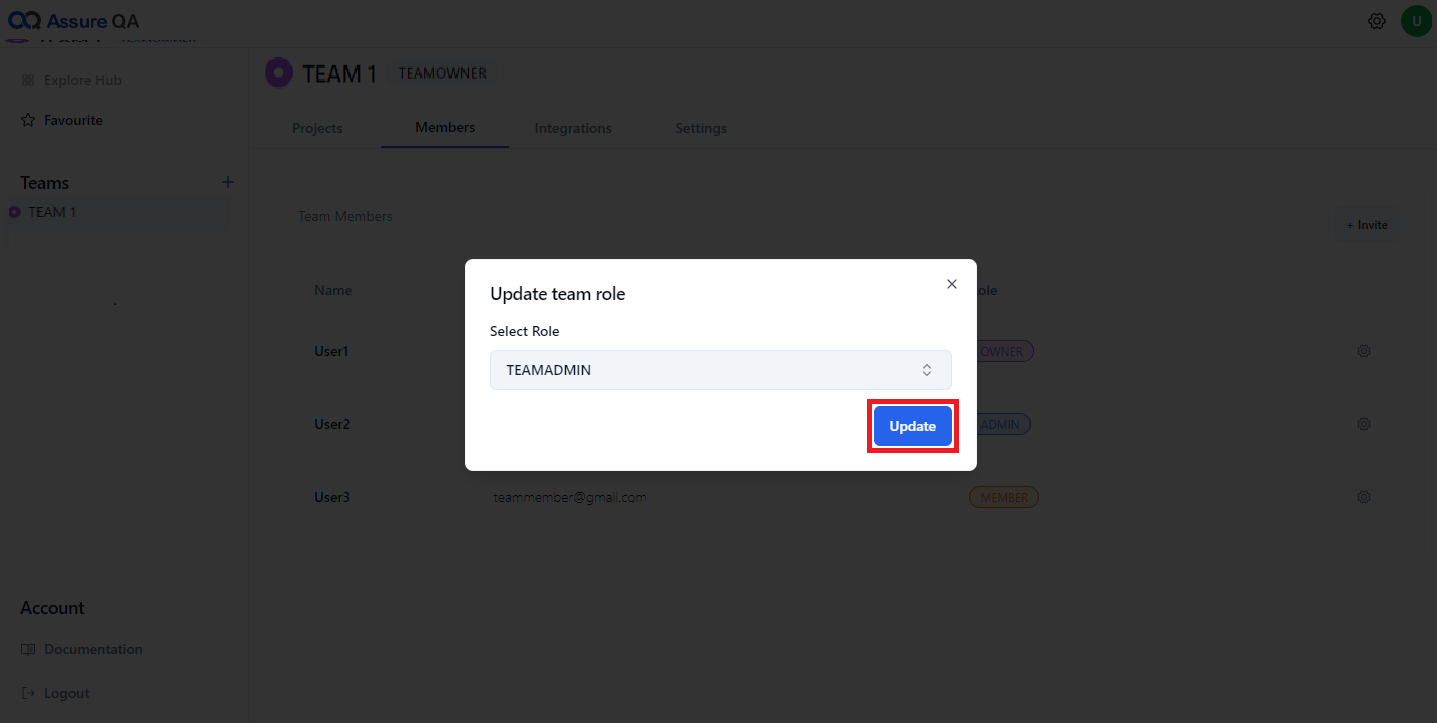 Assure QA
U
Explore Hub
Favourite
Teams
TEAM 1
Account
Documentation
Logout
TEAM 1 TEAMOWNER
Projects Members Integrations Settings
Team Members
+ Invite
Name ole
User1 OWNER
User2 ADMIN
User3 teammember@gmail.com MEMBER
Update team role
Select Role
TEAMADMIN
Update